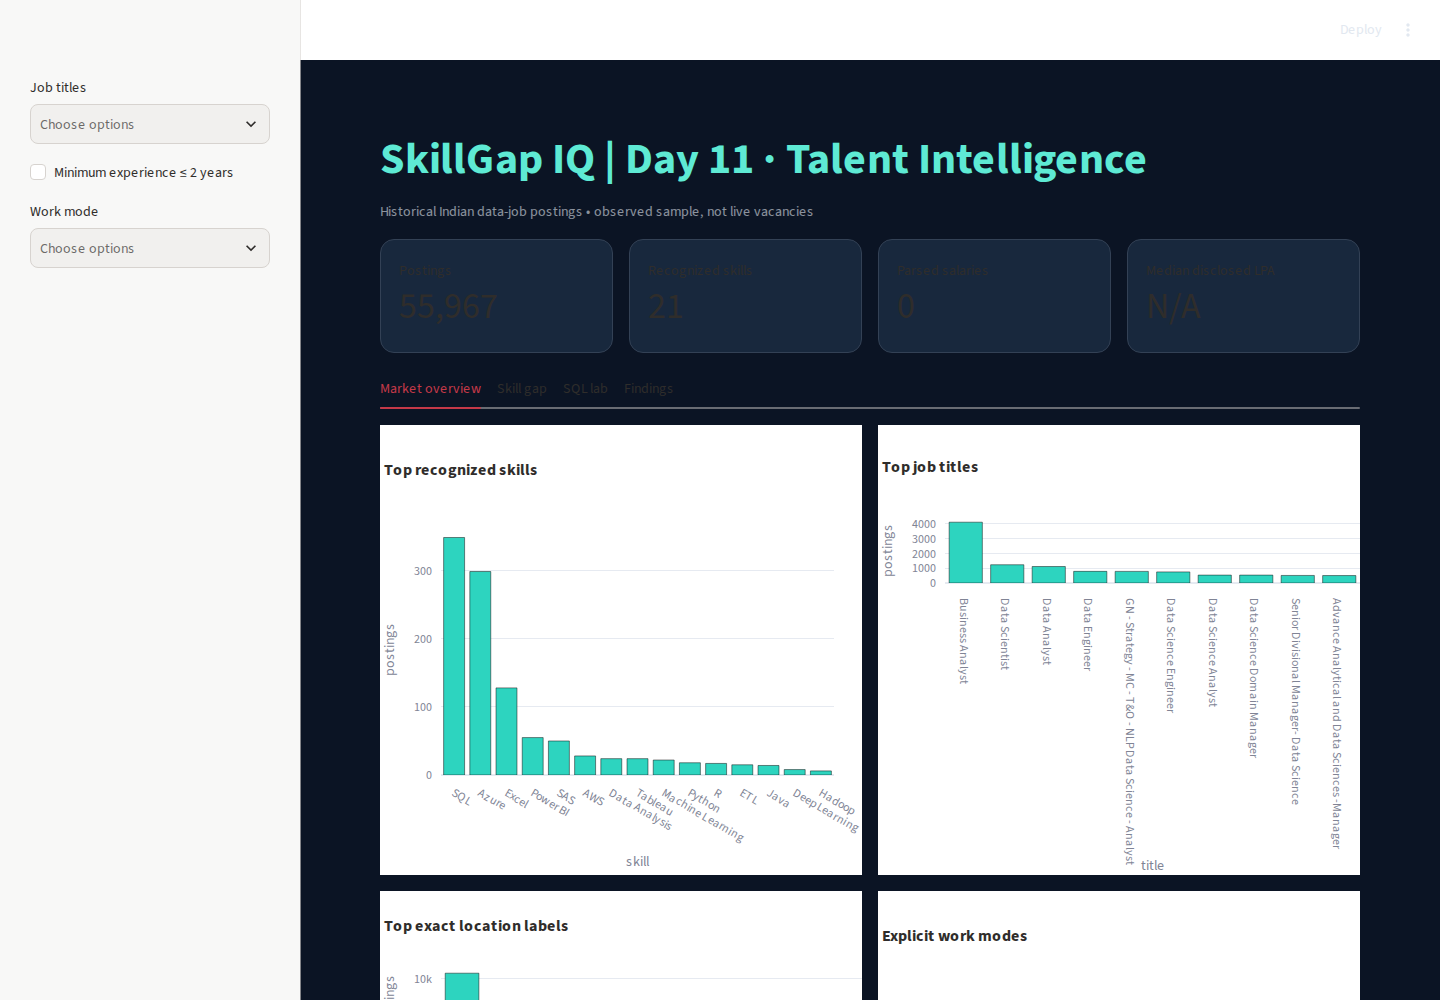 Deploy
Job titles
Choose options
Minimum experience ≤ 2 years
Work mode
Choose options
SkillGap IQ | Day 11 · Talent Intelligence
Historical Indian data-job postings • observed sample, not live vacancies
Postings
55,967
Recognized skills
21
Parsed salaries
0
Median disclosed LPA
N/A
Market overview
Skill gap
SQL lab
Findings
Top recognized skills
postings
300
200
100
0
SQL
Azure
Excel
Power BI
SAS
AWS
Data Analysis
Tableau
Machine Learning
Python
R
ETL
Java
Deep Learning
Hadoop
skill
Top job titles
postings
4000
3000
2000
1000
0
Business Analyst
Data Scientist
Data Analyst
Data Engineer
GN - Strategy - MC - T&O - NLP Data Science - Analyst
Data Science Engineer
Data Science Analyst
Data Science Domain Manager
Senior Divisional Manager- Data Science
Advance Analytical and Data Sciences -Manager
title
Top exact location labels
10k
ings
Explicit work modes